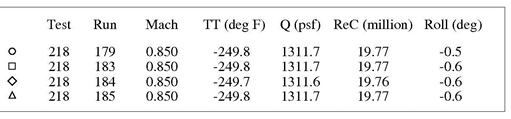 Test Run Mach TT (deg F) Q (psf) ReC (million) Roll (deg)
218 179 0.850 -249.8 1311.7 19.77 -0.5
218 183 0.850 -249.8 1311.7 19.77 -0.6
218 184 0.850 -249.7 1311.6 19.76 -0.6
218 185 0.850 -249.8 1311.7 19.77 -0.6